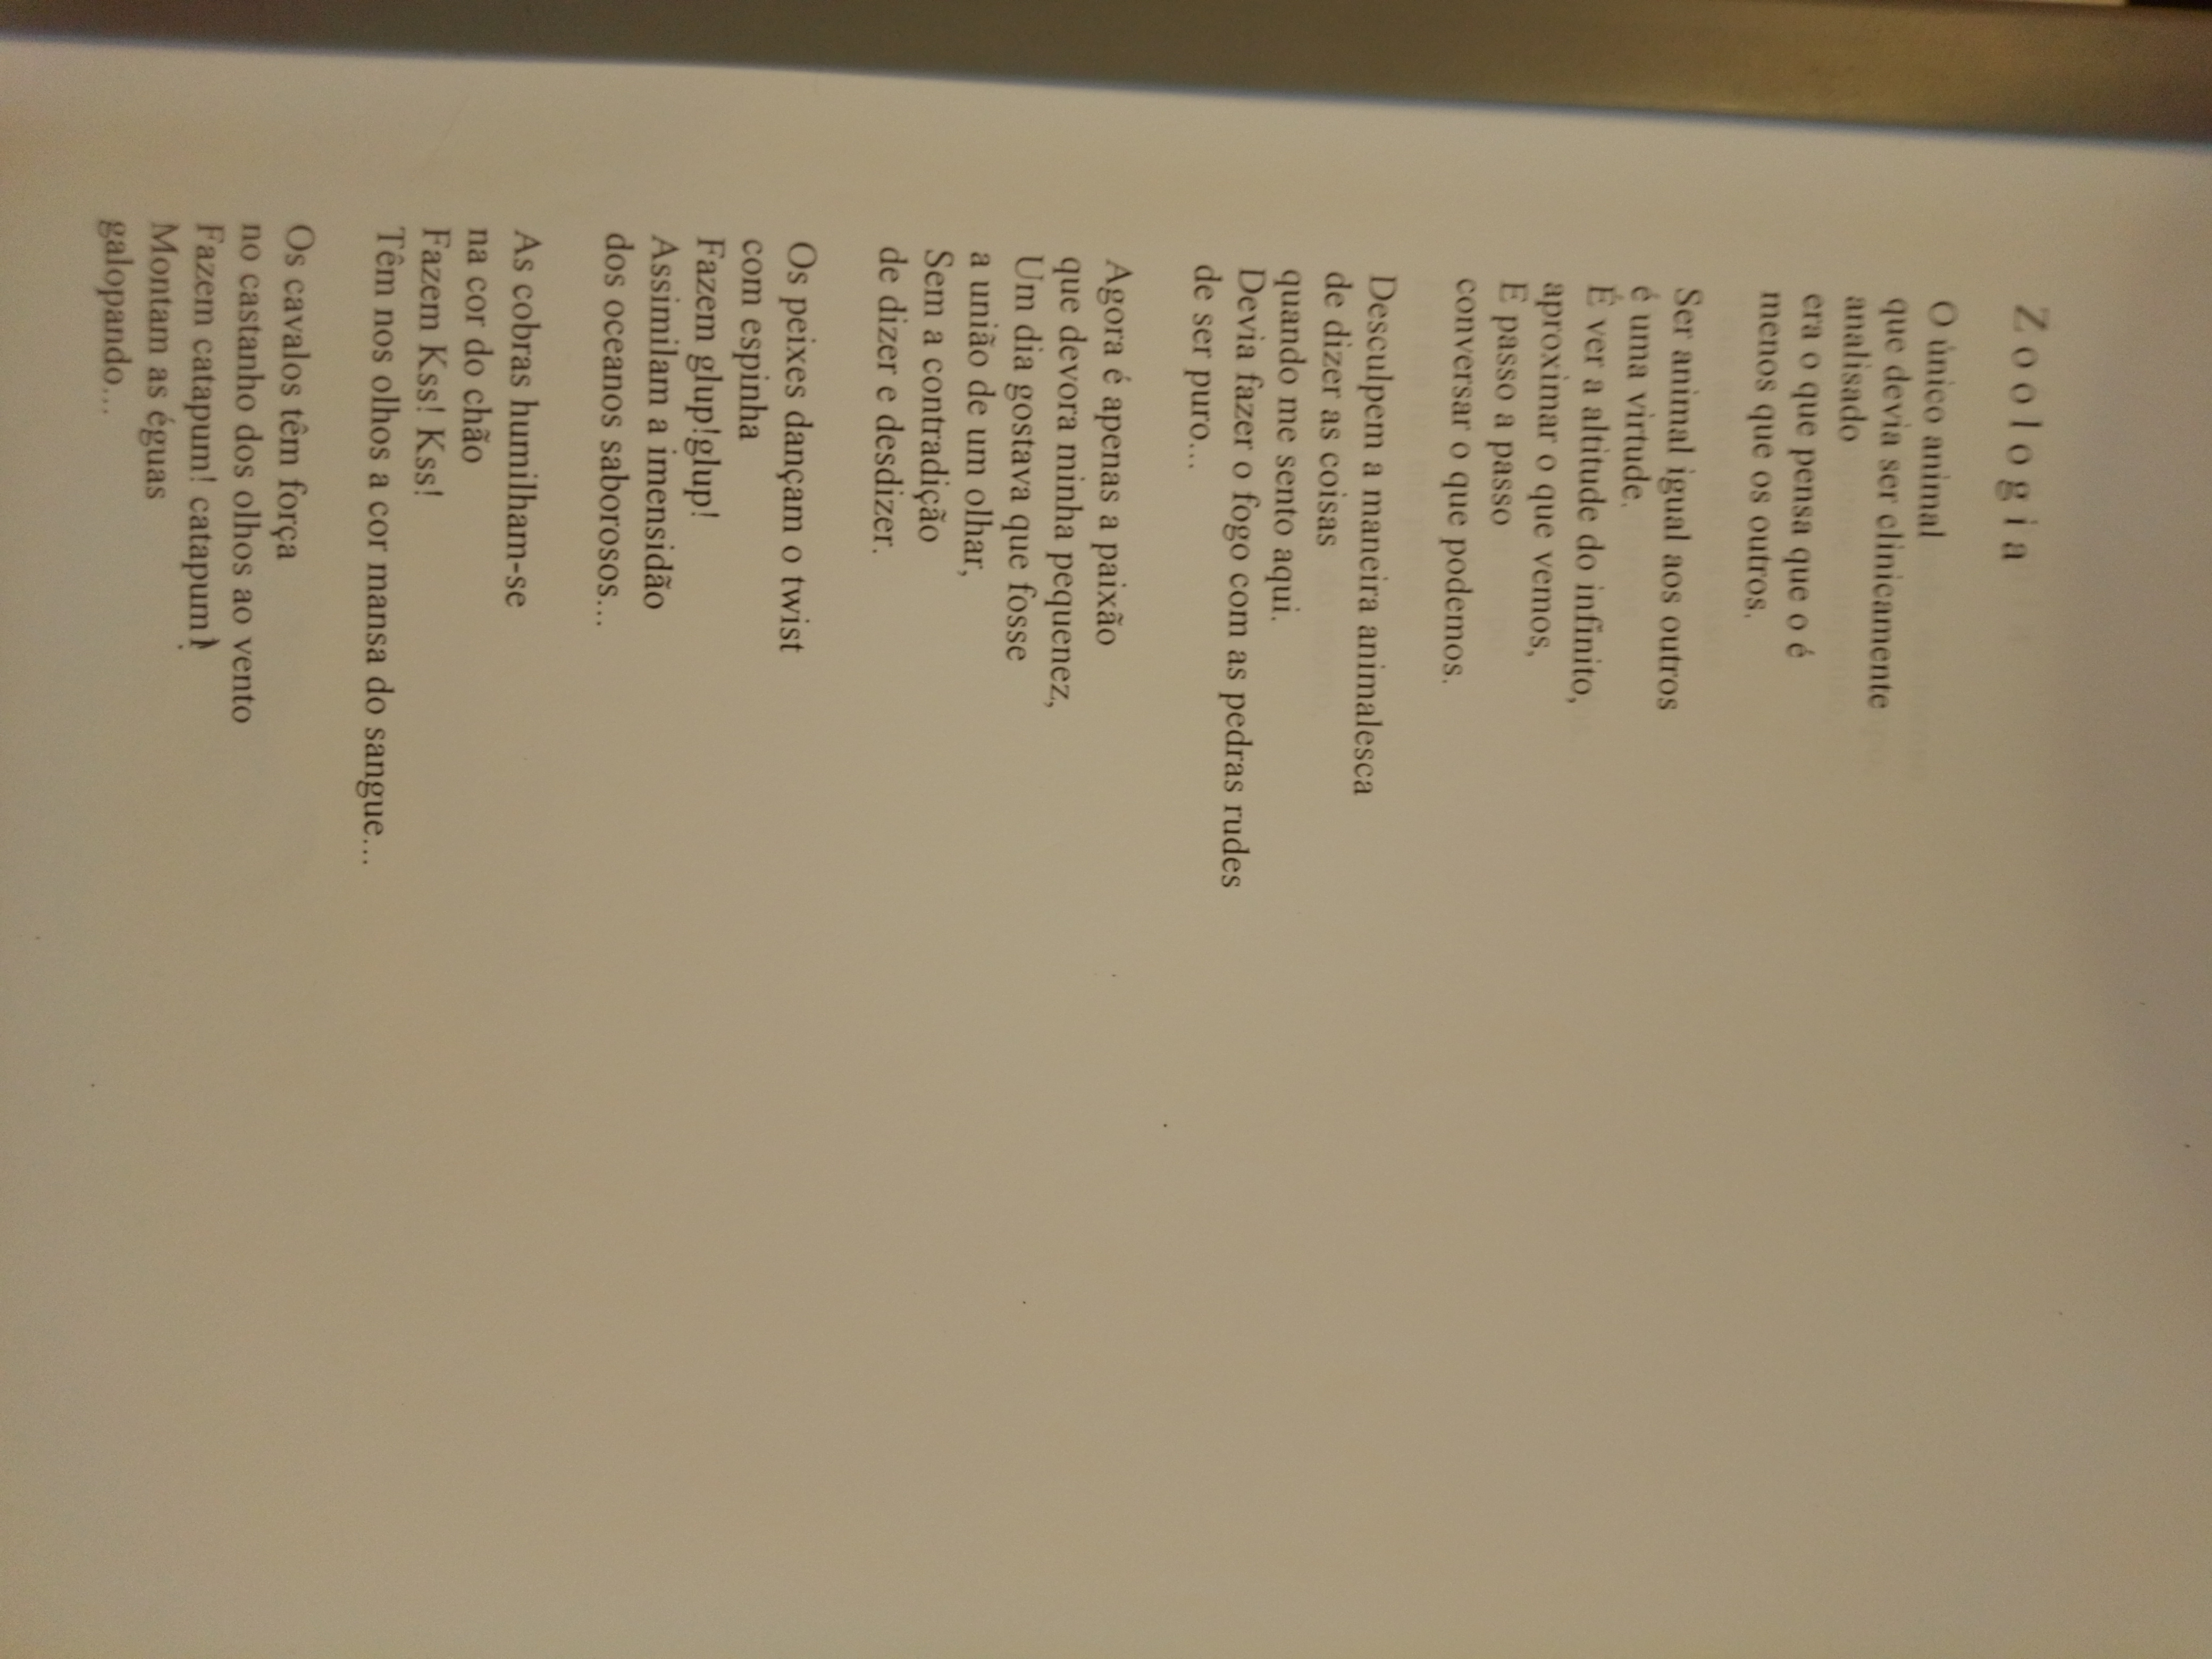 Zoologia
O único animal
que devia ser clinicamente
analisado
era o que pensa que o é
menos que os outros.
Ser animal igual aos outros
é uma virtude.
É ver a altitude do infinito,
aproximar o que vemos,
E passo a passo
conversar o que podemos.
Desculpem a maneira animalesca
de dizer as coisas
quando me sento aqui.
Devia fazer o fogo com as pedras rudes
de ser puro...
Agora é apenas a paixão
que devora minha pequenez,
Um dia gostava que fosse
a união de um olhar,
Sem a contradição
de dizer e desdizer.
Os peixes dançam o twist
com espinha
Fazem glup!glup!
Assimilam a imensidão
dos oceanos saborosos...
As cobras humilham-se
na cor do chão
Fazem Kss! Kss!
Têm nos olhos a cor mansa do sangue...
Os cavalos têm força
no castanho dos olhos ao vento
Fazem catapum! catapum!
Montam as éguas
galopando...